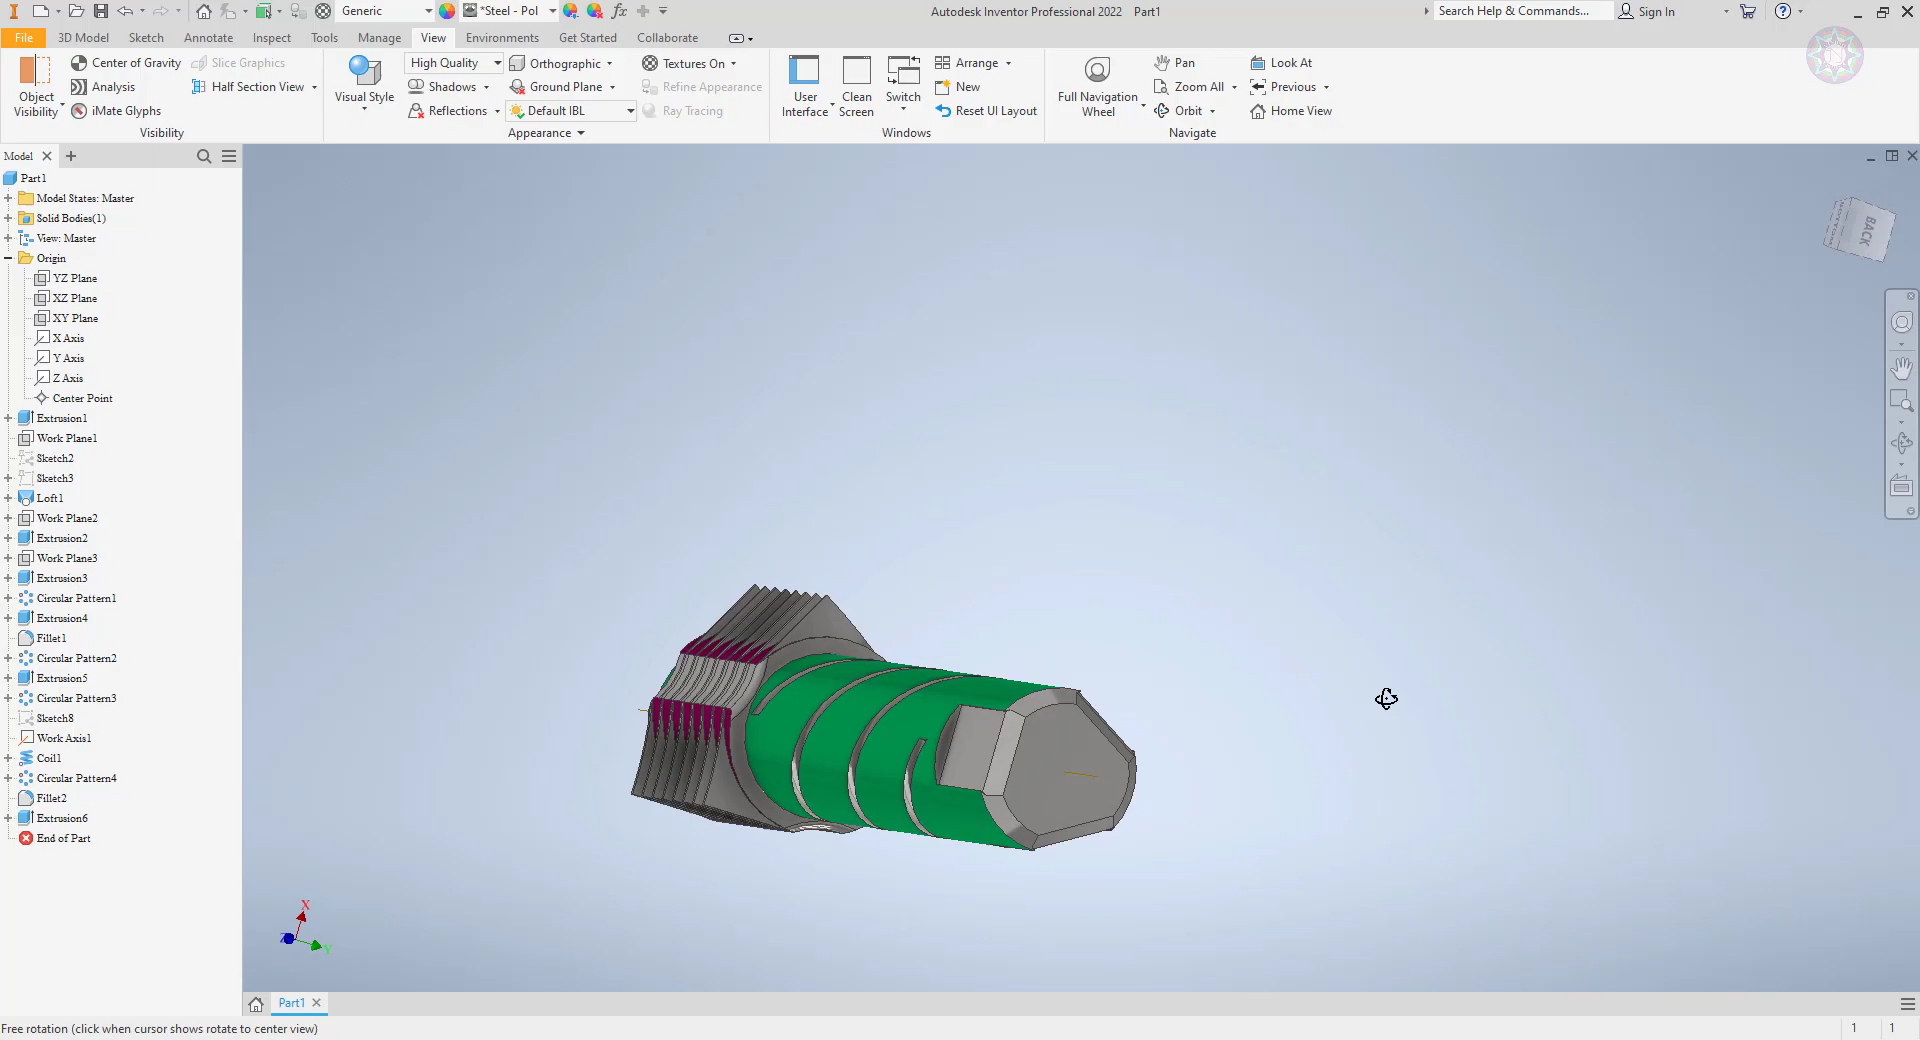 Generic
*Steel - Pol
fx
Autodesk Inventor Professional 2022 Part1
Search Help & Commands...
Sign In
File
3D Model
Sketch
Annotate
Inspect
Tools
Manage
View
Environments
Get Started
Collaborate
Object
Visibility
Center of Gravity
Analysis
iMate Glyphs
Slice Graphics
Half Section View
Visibility
Visual Style
High Quality
Shadows
Reflections
Orthographic
Ground Plane
Default IBL
Textures On
Refine Appearance
Ray Tracing
Appearance
User
Interface
Clean
Screen
Switch
Arrange
New
Reset UI Layout
Windows
Full Navigation
Wheel
Pan
Zoom All
Orbit
Look At
Previous
Home View
Navigate
Model
Part1
Model States: Master
Solid Bodies(1)
View: Master
Origin
YZ Plane
XZ Plane
XY Plane
X Axis
Y Axis
Z Axis
Center Point
Extrusion1
Work Plane1
Sketch2
Sketch3
Loft1
Work Plane2
Extrusion2
Work Plane3
Extrusion3
Circular Pattern1
Extrusion4
Fillet1
Circular Pattern2
Extrusion5
Circular Pattern3
Sketch8
Work Axis1
Coil1
Circular Pattern4
Fillet2
Extrusion6
End of Part
BACK
X
Z
Y
Part1
Free rotation (click when cursor shows rotate to center view)
1
1